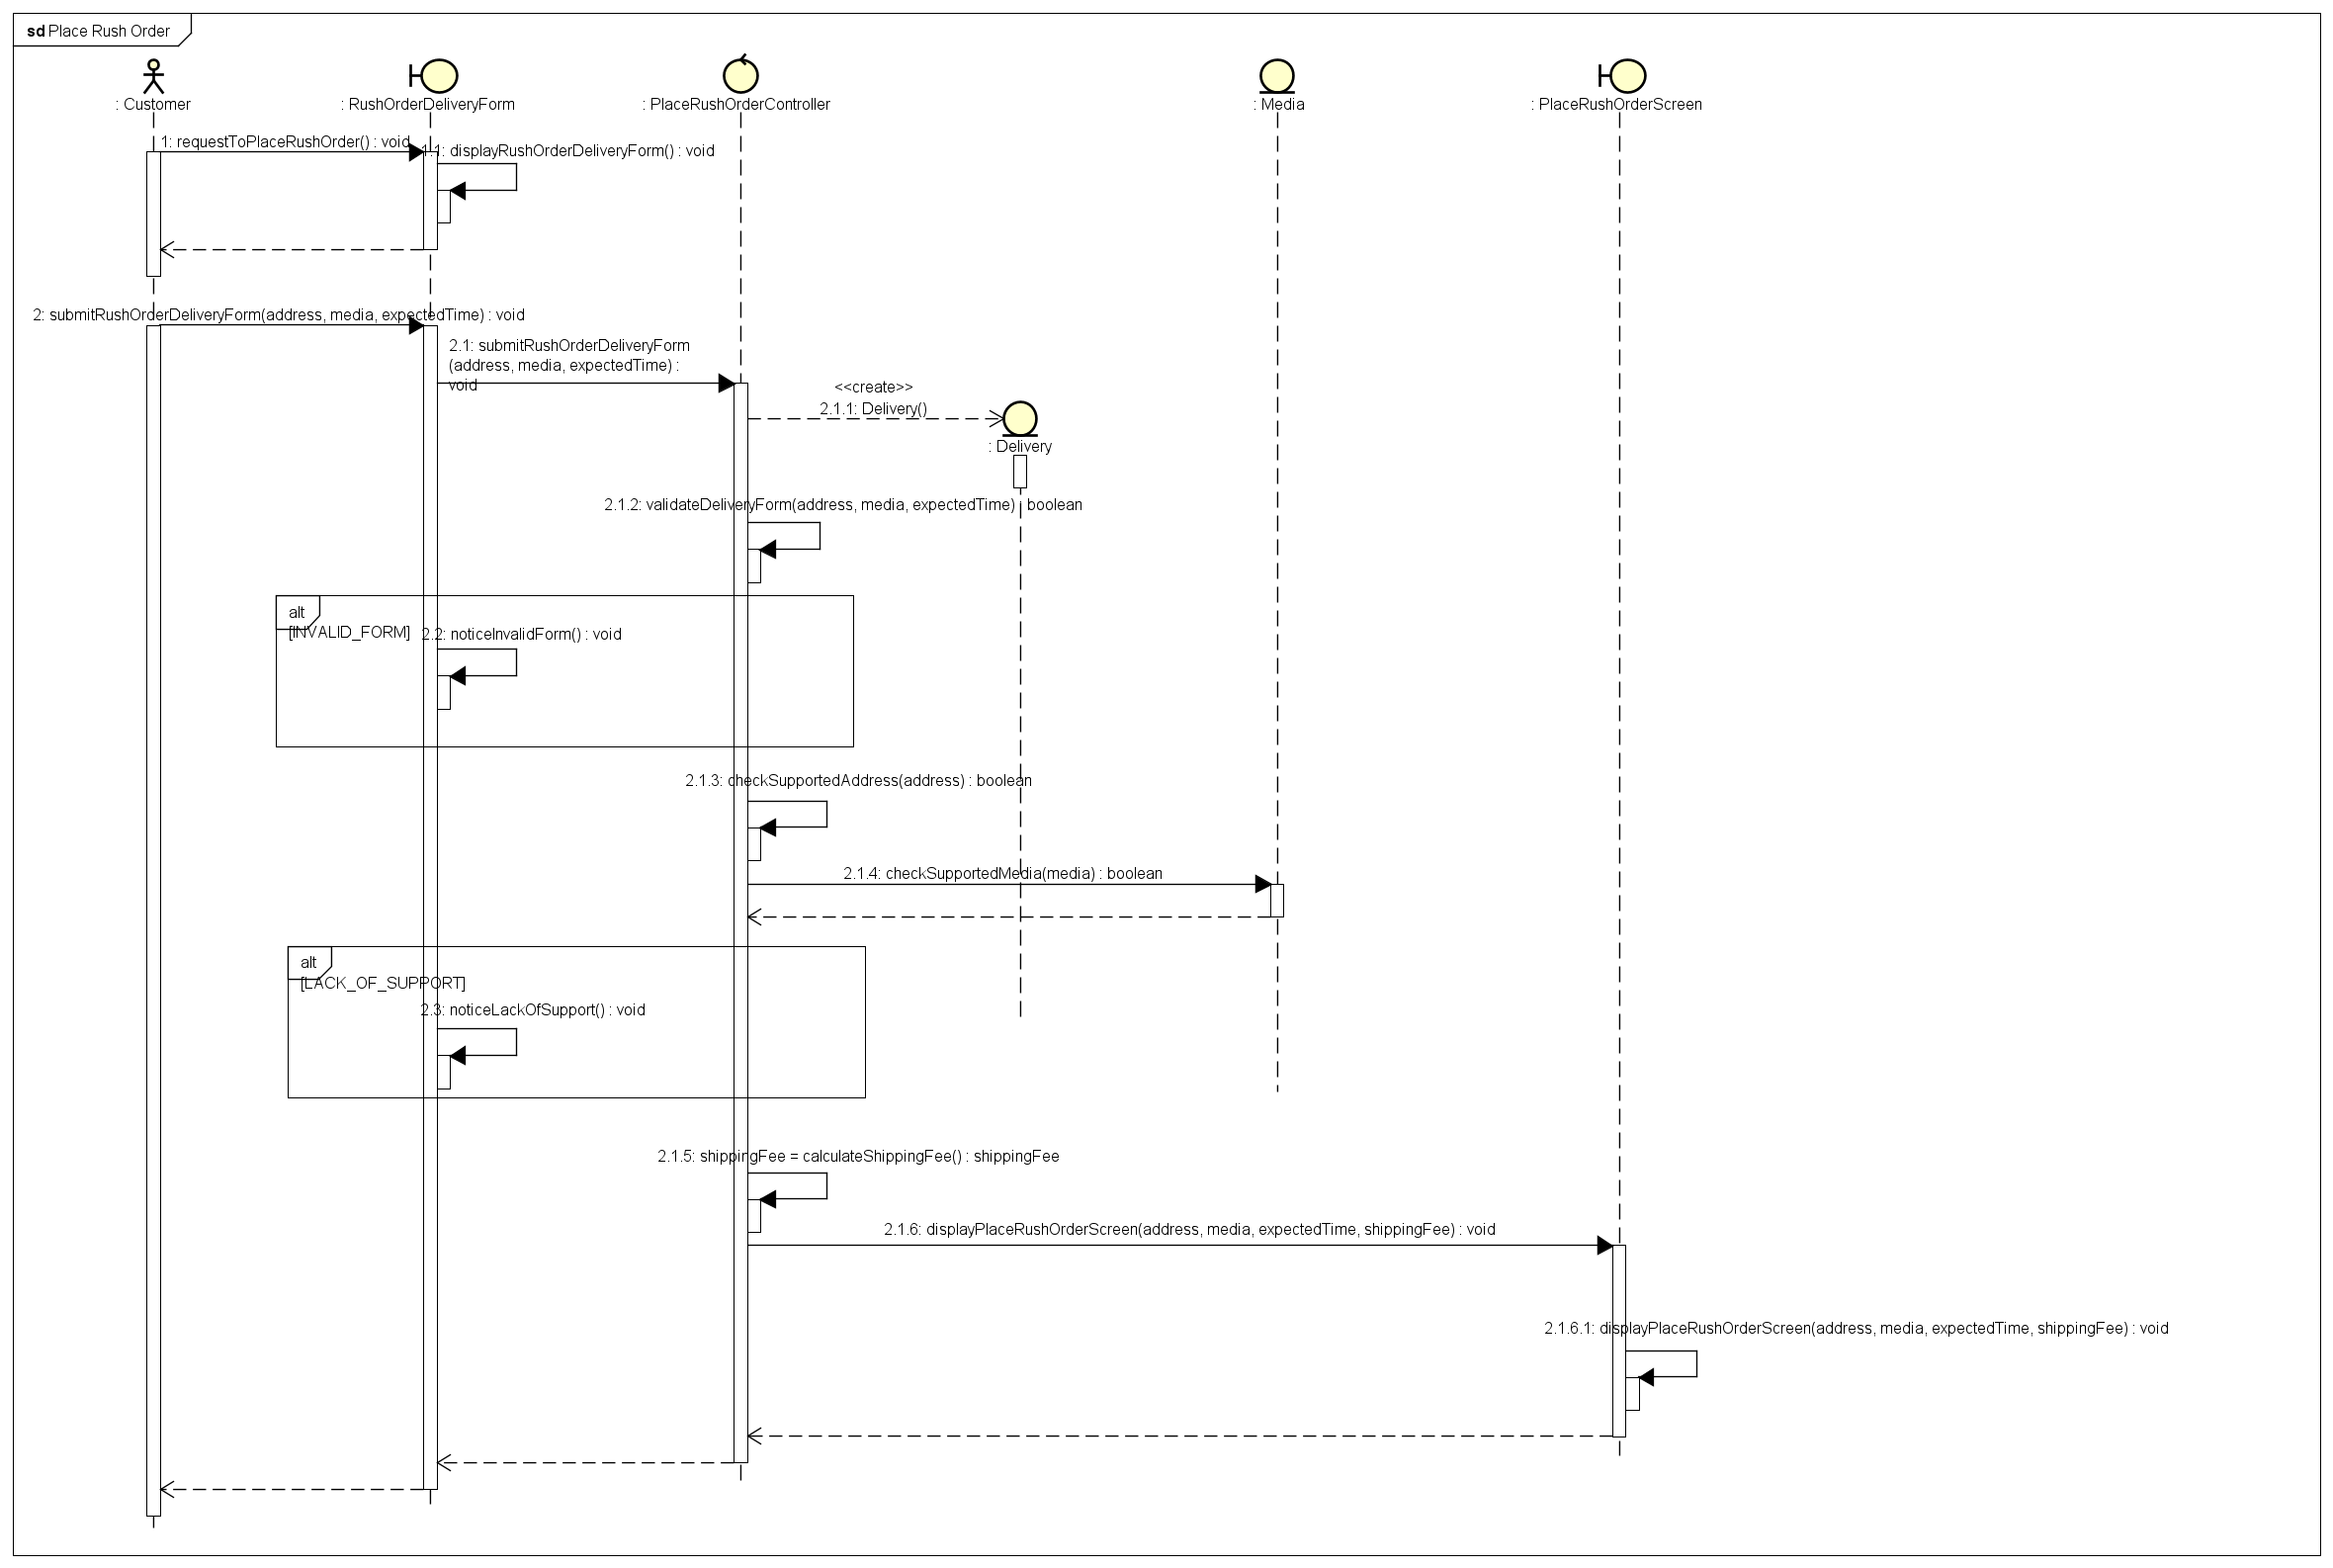 sd Place Rush Order
: Customer
: RushOrderDeliveryForm
: PlaceRushOrderController
: Media
: PlaceRushOrderScreen
1: requestToPlaceRushOrder() : void
1.1: displayRushOrderDeliveryForm() : void
2: submitRushOrderDeliveryForm(address, media, expectedTime) : void
2.1: submitRushOrderDeliveryForm
(address, media, expectedTime) :
void
<<create>>
2.1.1: Delivery()
: Delivery
2.1.2: validateDeliveryForm(address, media, expectedTime) : boolean
alt
[INVALID_FORM]
2.2: noticeInvalidForm() : void
2.1.3: checkSupportedAddress(address) : boolean
2.1.4: checkSupportedMedia(media) : boolean
alt
[LACK_OF_SUPPORT]
2.3: noticeLackOfSupport() : void
2.1.5: shippingFee = calculateShippingFee() : shippingFee
2.1.6: displayPlaceRushOrderScreen(address, media, expectedTime, shippingFee) : void
2.1.6.1: displayPlaceRushOrderScreen(address, media, expectedTime, shippingFee) : void